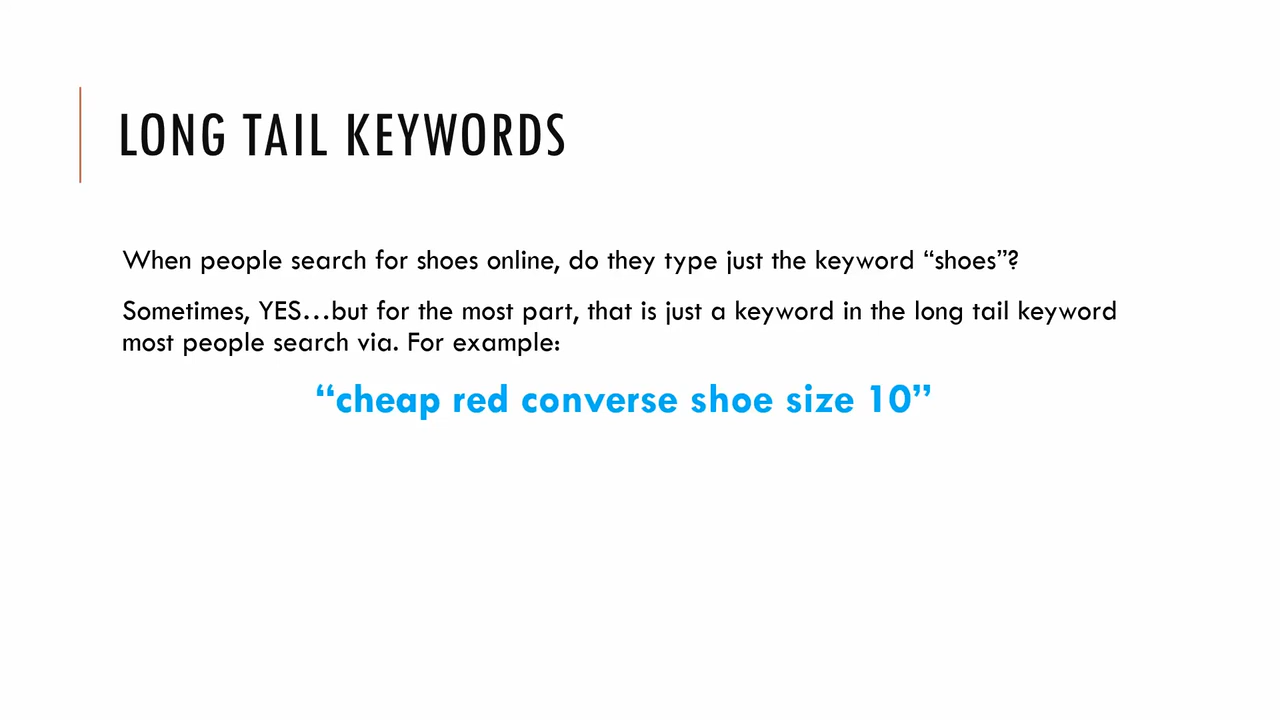 LONG TAIL KEYWORDS
When people search for shoes online, do they type just the keyword “shoes”?
Sometimes, YES…but for the most part, that is just a keyword in the long tail keyword
most people search via. For example:
“cheap red converse shoe size 10”